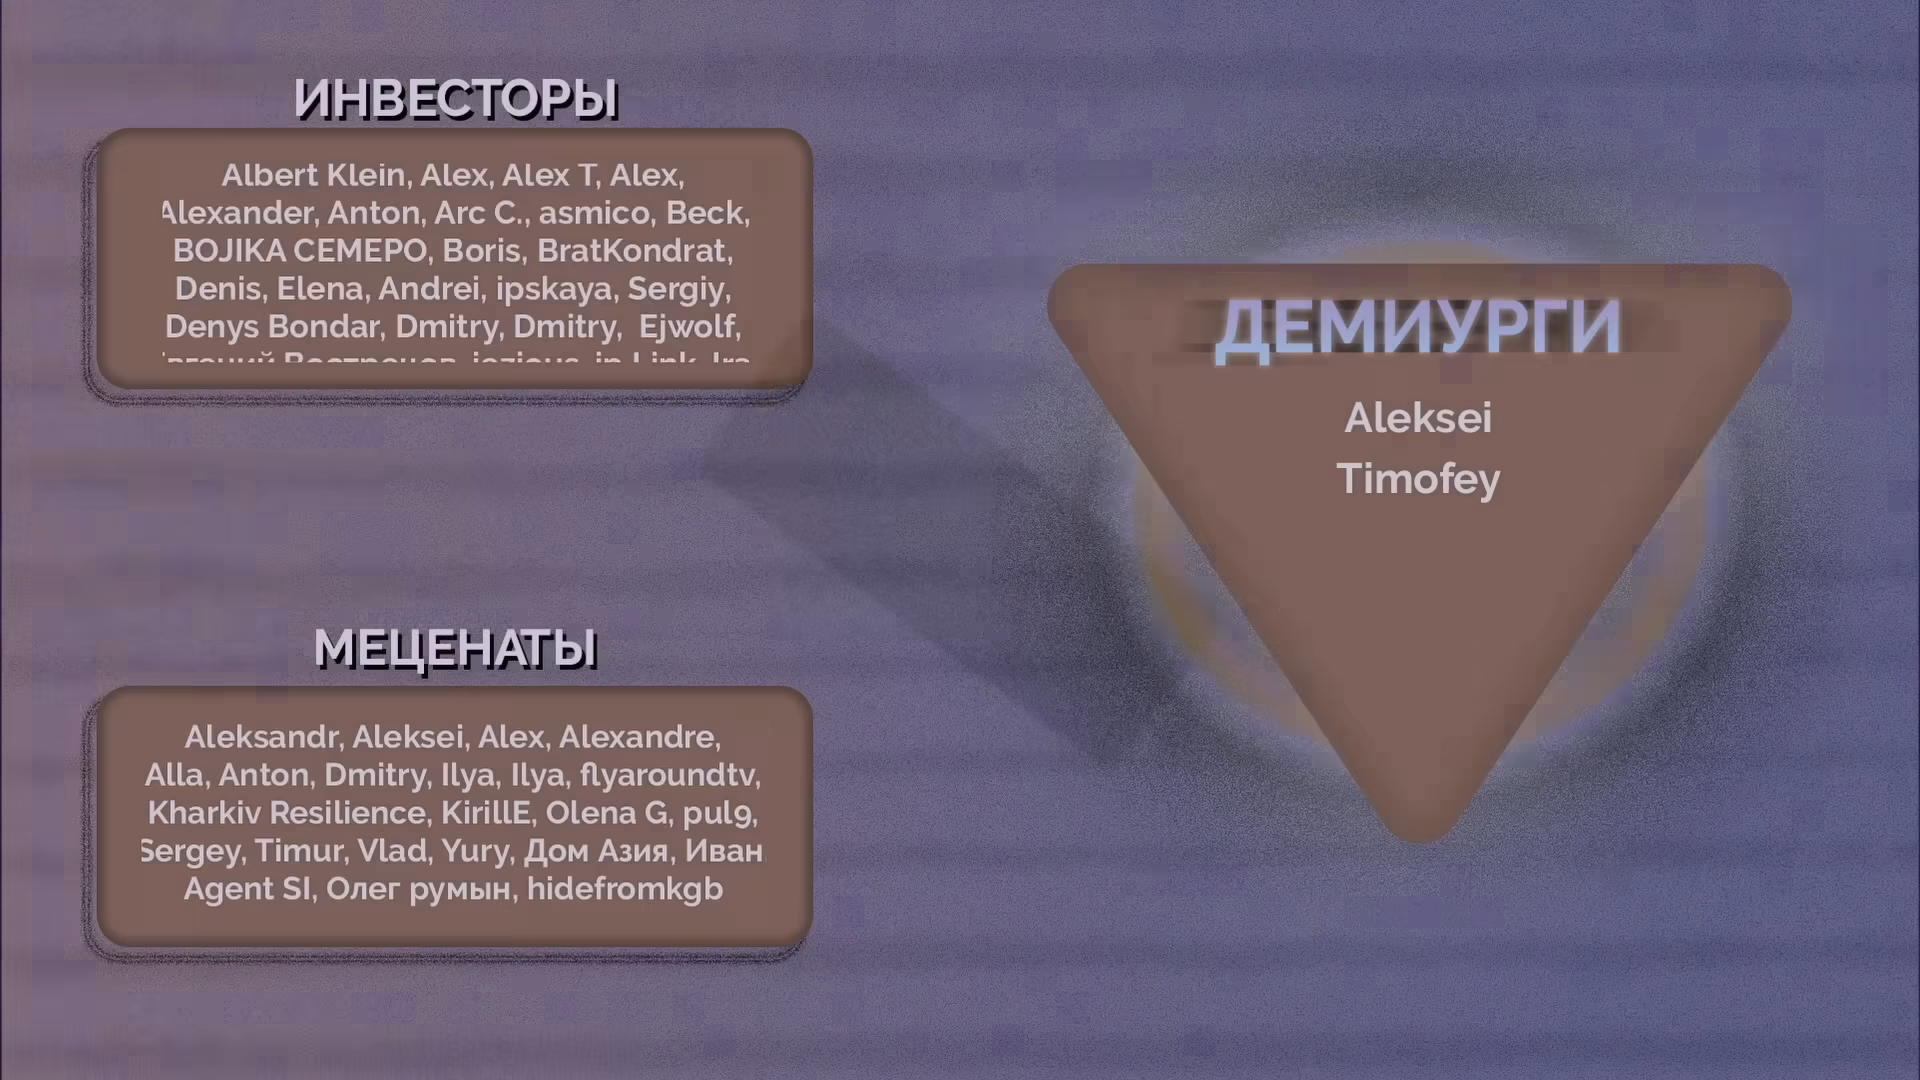 ИНВЕСТОРЫ
Albert Klein, Alex, Alex T, Alex,
Alexander, Anton, Arc C., asmico, Beck,
BOJIKA CEMEPO, Boris, BratKondrat,
Denis, Elena, Andrei, ipskaya, Sergiy,
Denys Bondar, Dmitry, Dmitry, Ejwolf,
МЕЦЕНАТЫ
Aleksandr, Aleksei, Alex, Alexandre,
Alla, Anton, Dmitry, Ilya, Ilya, flyaroundtv,
Kharkiv Resilience, KirillE, Olena G, pul9,
Sergey, Timur, Vlad, Yury, Дом Азия, Иван
Agent SI, Олег румын, hidefromkgb
ДЕМИУРГИ
Aleksei
Timofey